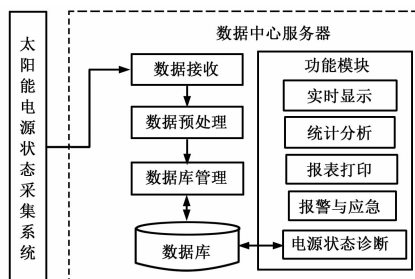 太阳能电源状态采集系统
数据中心服务器
数据接收
数据预处理
数据库管理
数据库
功能模块
实时显示
统计分析
报表打印
报警与应急
电源状态诊断